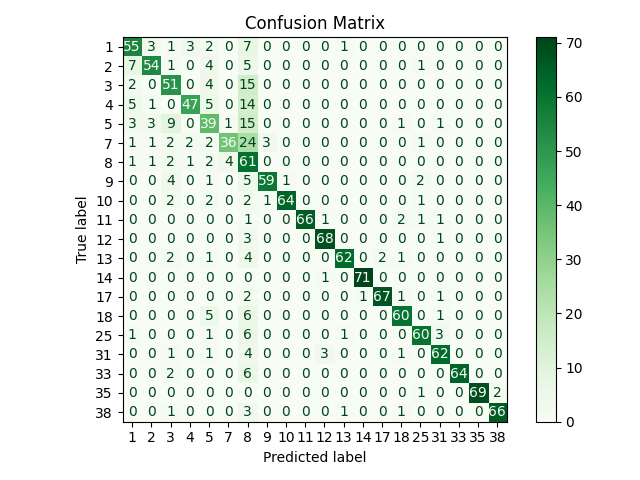 Confusion Matrix
1 55 3 1 3 2 0 7 0 0 0 0 1 0 0 0 0 0 0 0 0
2 7 54 1 0 4 0 5 0 0 0 0 0 0 0 0 1 0 0 0 0
3 2 0 51 0 4 0 15 0 0 0 0 0 0 0 0 0 0 0 0 0
4 5 1 0 47 5 0 14 0 0 0 0 0 0 0 0 0 0 0 0 0
5 3 3 9 0 39 1 15 0 0 0 0 0 0 0 1 0 1 0 0 0
7 1 1 2 2 2 36 24 3 0 0 0 0 0 0 0 1 0 0 0 0
8 1 1 2 1 2 4 61 0 0 0 0 0 0 0 0 0 0 0 0 0
9 0 0 4 0 1 0 5 59 1 0 0 0 0 0 0 2 0 0 0 0
10 0 0 2 0 2 0 2 1 64 0 0 0 0 0 0 1 0 0 0 0
11 0 0 0 0 0 0 1 0 0 66 1 0 0 0 2 1 1 0 0 0
12 0 0 0 0 0 0 3 0 0 0 68 0 0 0 0 0 1 0 0 0
13 0 0 2 0 1 0 4 0 0 0 0 62 0 2 1 0 0 0 0 0
14 0 0 0 0 0 0 0 0 0 0 1 0 71 0 0 0 0 0 0 0
17 0 0 0 0 0 0 2 0 0 0 0 0 1 67 1 0 1 0 0 0
18 0 0 0 0 5 0 6 0 0 0 0 0 0 0 60 0 1 0 0 0
25 1 0 0 0 1 0 6 0 0 0 0 1 0 0 0 60 3 0 0 0
31 0 0 1 0 1 0 4 0 0 0 3 0 0 0 1 0 62 0 0 0
33 0 0 2 0 0 0 6 0 0 0 0 0 0 0 0 0 0 64 0 0
35 0 0 0 0 0 0 0 0 0 0 0 0 0 0 0 1 0 0 69 2
38 0 0 1 0 0 0 3 0 0 0 0 1 0 0 1 0 0 0 0 66
1 2 3 4 5 7 8 9 10 11 12 13 14 17 18 25 31 33 35 38
Predicted label
True label
70
60
50
40
30
20
10
0